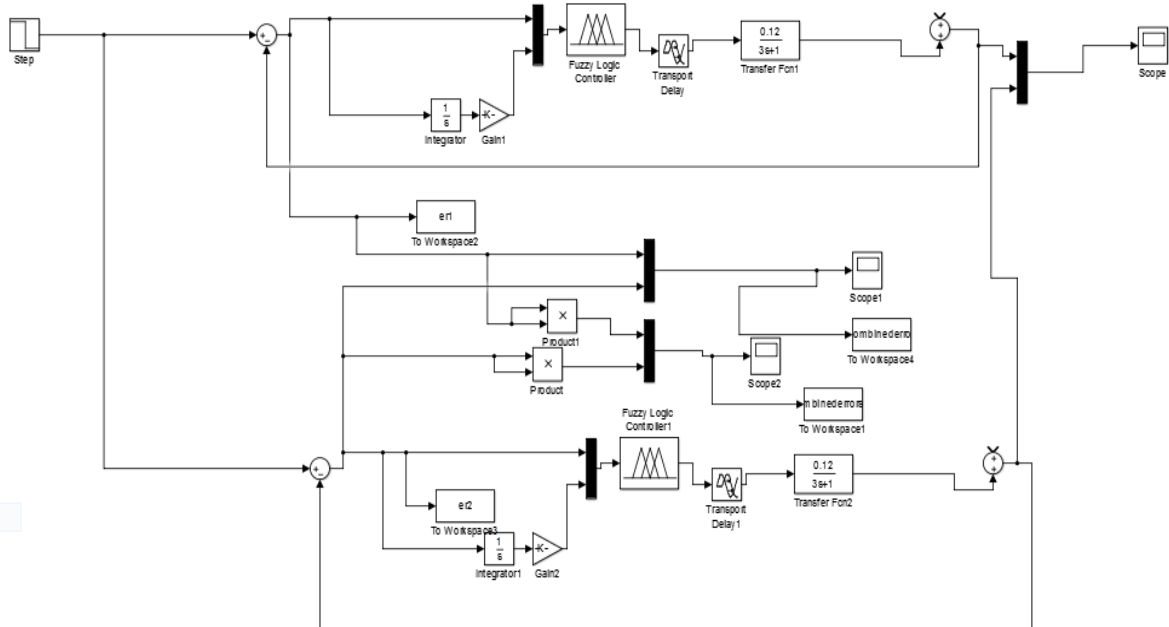 Step
+
-
Fuzzy Logic
Controller
Transport
Delay
0.12
3s+1
Transfer Fcn1
+
+
Scope
1
s
Integrator
-K-
Gain1
er1
To Workspace2
Scope1
×
Product1
ombinederro
To Workspace4
×
Product
Scope2
mbinederrors
To Workspace1
Fuzzy Logic
Controller1
+
-
Transport
Delay1
0.12
3s+1
Transfer Fcn2
+
+
er2
To Workspace3
1
s
Integrator1
-K-
Gain2